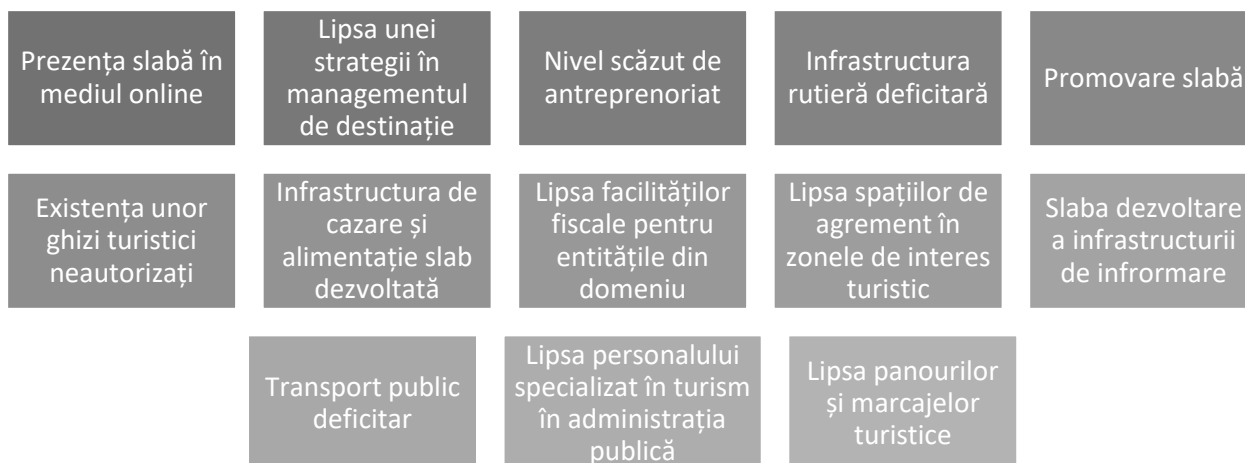 Prezența slabă în
mediul online
Lipsa unei
strategii în
managementul
de destinație
Nivel scăzut de
antreprenoriat
Infrastructura
rutieră deficitară
Promovare slabă
Existența unor
ghizi turistici
neautorizați
Infrastructura de
cazare și
alimentație slab
dezvoltată
Lipsa facilităților
fiscale pentru
entitățile din
domeniu
Lipsa spațiilor de
agrement în
zonele de interes
turistic
Slaba dezvoltare
a infrastructurii
de infrormare
Transport public
deficitar
Lipsa personalului
specializat în turism
în administrația
publică
Lipsa panourilor
și marcajelor
turistice